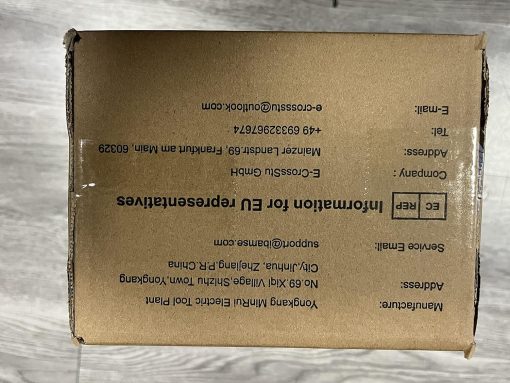 Manufacture: Yongkang MinRui Electric Tool Plant
Address: No.69.Xiqi Village,Shizhu Town,Yongkang
City.Jinhua, Zhejiang.P.R.China
Service Email: support@ibamse.com
EC REP Information for EU representatives
Company : E-CrossStu GmbH
Address: Mainzer Landstr.69, Frankfurt am Main, 60329
Tel: +49 69332967674
E-mail: e-crossstu@outlook.com